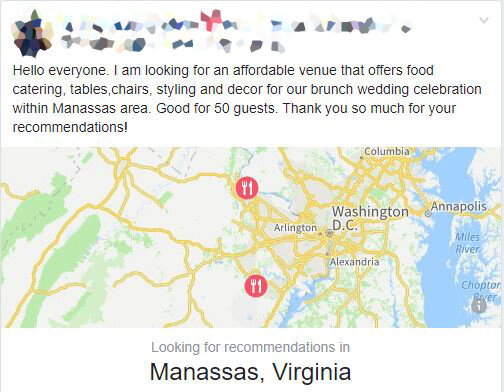 Hello everyone. I am looking for an affordable venue that offers food
catering, tables,chairs, styling and decor for our brunch wedding celebration
within Manassas area. Good for 50 guests. Thank you so much for your
recommendations!
Columbia
Washington
D.C.
Annapolis
Arlington
Miles
River
Alexandria
Choptar
River
Looking for recommendations in
Manassas, Virginia